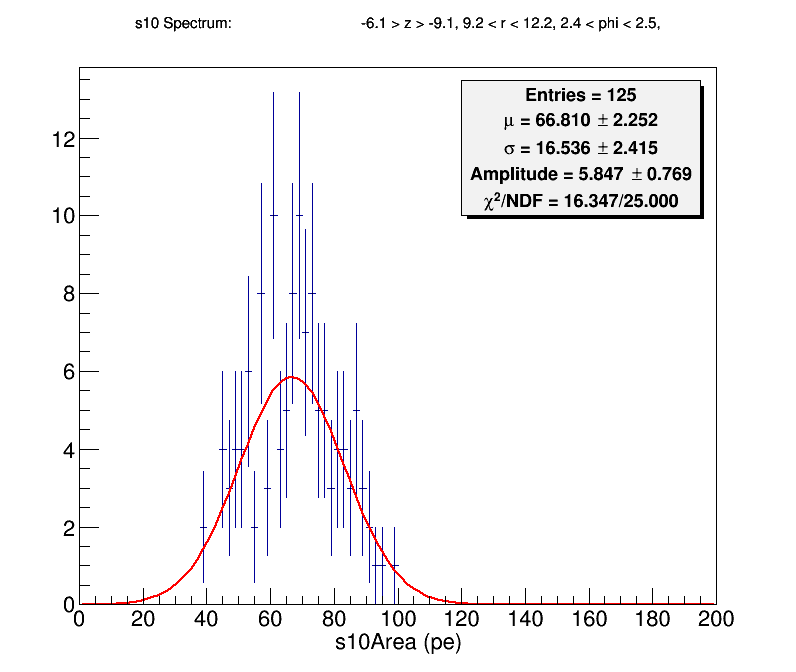 s10 Spectrum: -6.1 > z > -9.1, 9.2 < r < 12.2, 2.4 < phi < 2.5,
Entries = 125
μ = 66.810 ± 2.252
σ = 16.536 ± 2.415
Amplitude = 5.847 ± 0.769
χ²/NDF = 16.347/25.000
12
10
8
6
4
2
0
0 20 40 60 80 100 120 140 160 180 200
s10Area (pe)